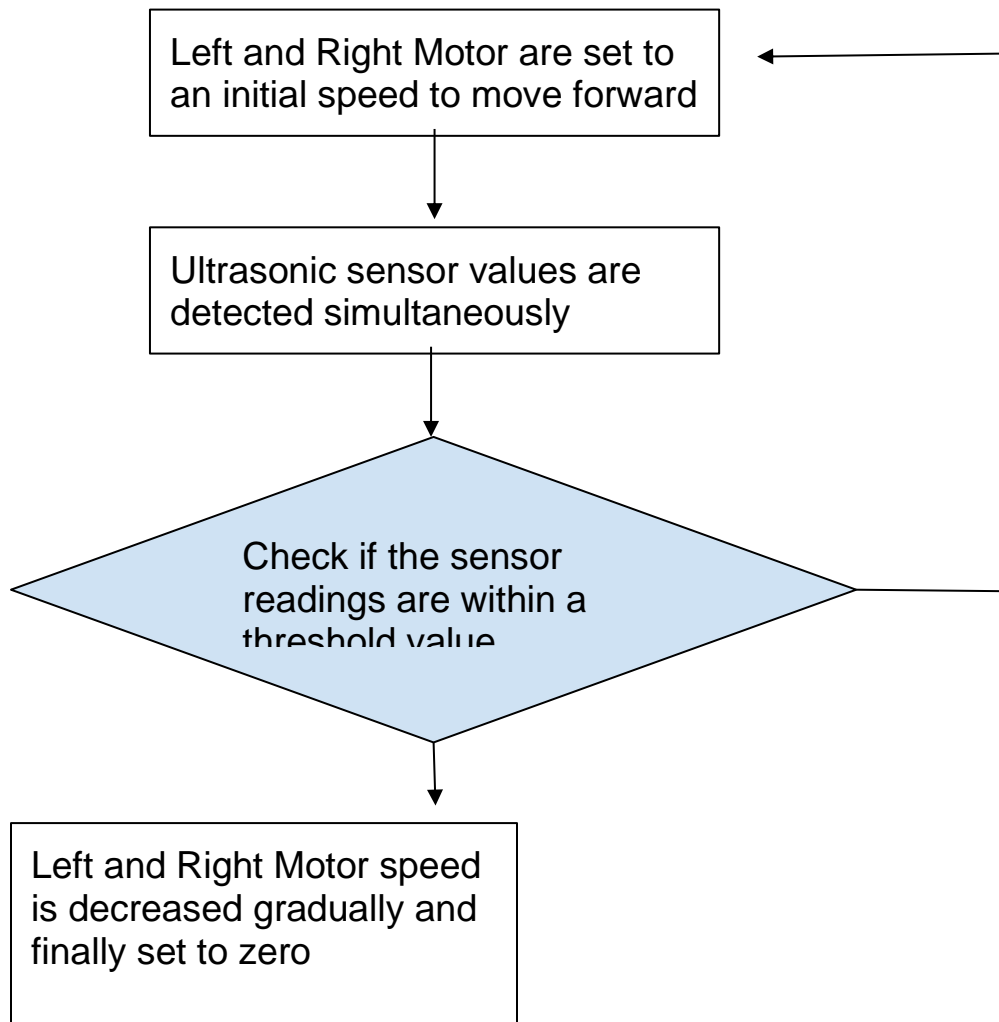 Left and Right Motor are set to
an initial speed to move forward
Ultrasonic sensor values are
detected simultaneously
Check if the sensor
readings are within a
threshold value
Left and Right Motor speed
is decreased gradually and
finally set to zero